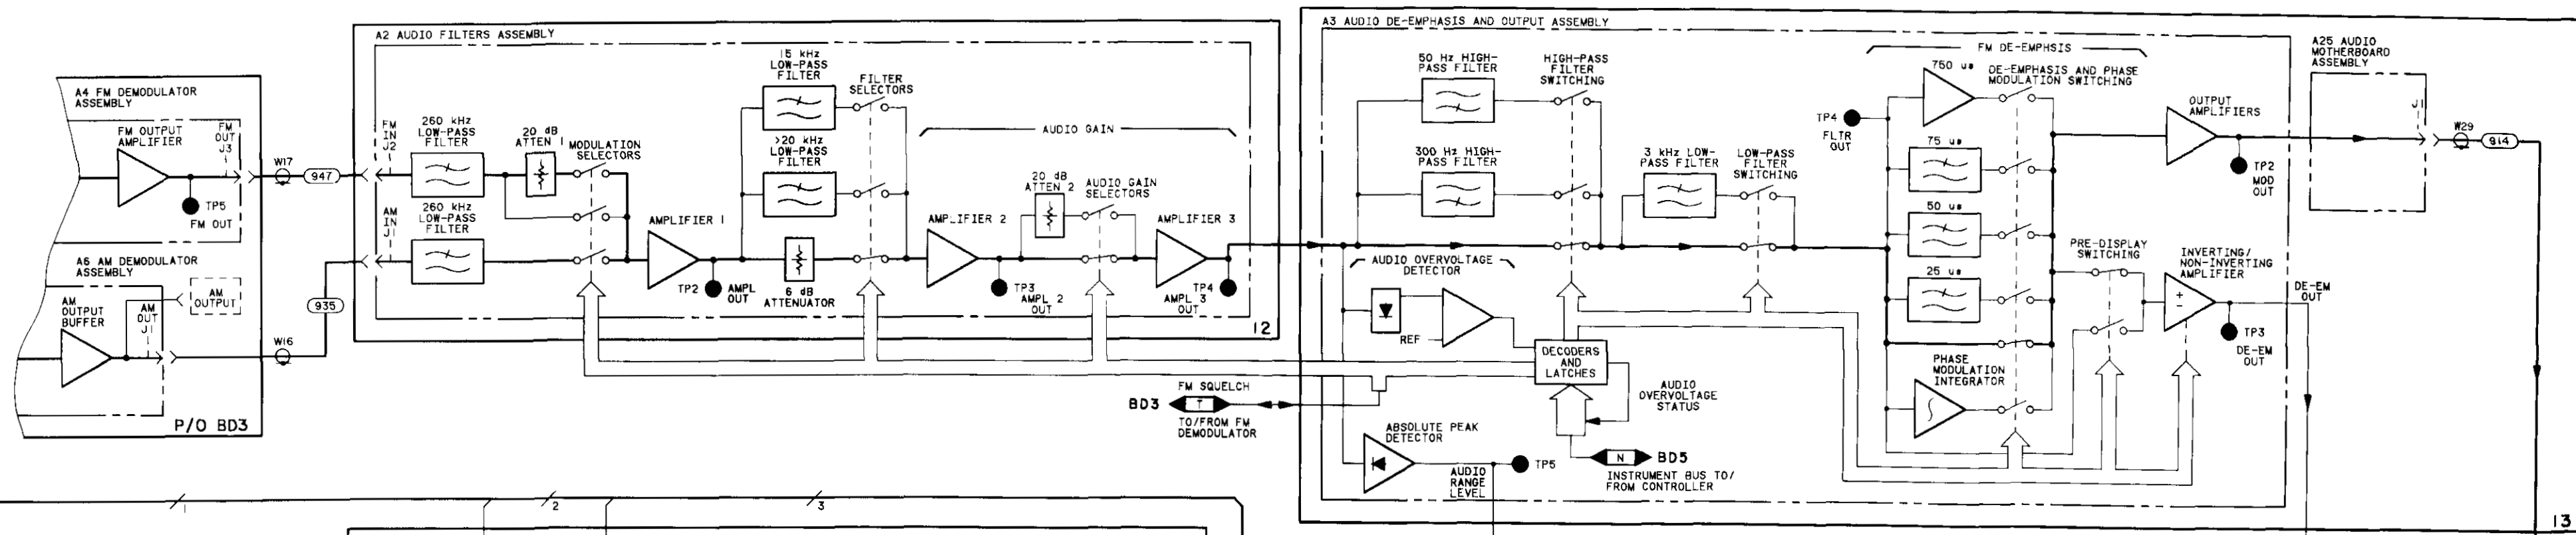 A4 FM DEMODULATOR
ASSEMBLY
FM OUTPUT
AMPLIFIER
FM
OUT
J3
TP5
FM OUT
W17
947
A6 AM DEMODULATOR
ASSEMBLY
AM
OUTPUT
BUFFER
AM
OUT
J1
AM
OUTPUT
935
W16
P/O BD3
A2 AUDIO FILTERS ASSEMBLY
FM
IN
J2
260 kHz
LOW-PASS
FILTER
20 dB
ATTEN 1
MODULATION
SELECTORS
AM
IN
J1
260 kHz
LOW-PASS
FILTER
AMPLIFIER 1
TP2
AMPL
OUT
15 kHz
LOW-PASS
FILTER
FILTER
SELECTORS
>20 kHz
LOW-PASS
FILTER
6 dB
ATTENUATOR
AUDIO GAIN
AMPLIFIER 2
TP3
AMPL 2
OUT
20 dB
ATTEN 2
AUDIO GAIN
SELECTORS
AMPLIFIER 3
TP4
AMPL 3
OUT
12
A3 AUDIO DE-EMPHASIS AND OUTPUT ASSEMBLY
50 Hz HIGH-
PASS FILTER
HIGH-PASS
FILTER
SWITCHING
300 Hz HIGH-
PASS FILTER
3 kHz LOW-
PASS FILTER
LOW-PASS
FILTER
SWITCHING
AUDIO OVERVOLTAGE
DETECTOR
REF
DECODERS
AND
LATCHES
AUDIO
OVERVOLTAGE
STATUS
FM SQUELCH
BD3
T
TO/FROM FM
DEMODULATOR
ABSOLUTE PEAK
DETECTOR
AUDIO
RANGE
LEVEL
TP5
N
BD5
INSTRUMENT BUS TO/
FROM CONTROLLER
TP4
FLTR
OUT
FM DE-EMPHSIS
750 us
DE-EMPHASIS AND PHASE
MODULATION SWITCHING
75 us
50 us
25 us
PHASE
MODULATION
INTEGRATOR
PRE-DISPLAY
SWITCHING
OUTPUT
AMPLIFIERS
TP2
MOD
OUT
INVERTING/
NON-INVERTING
AMPLIFIER
+
-
TP3
DE-EM
OUT
DE-EM
OUT
A25 AUDIO
MOTHERBOARD
ASSEMBLY
J1
W29
914
13
1
2
3